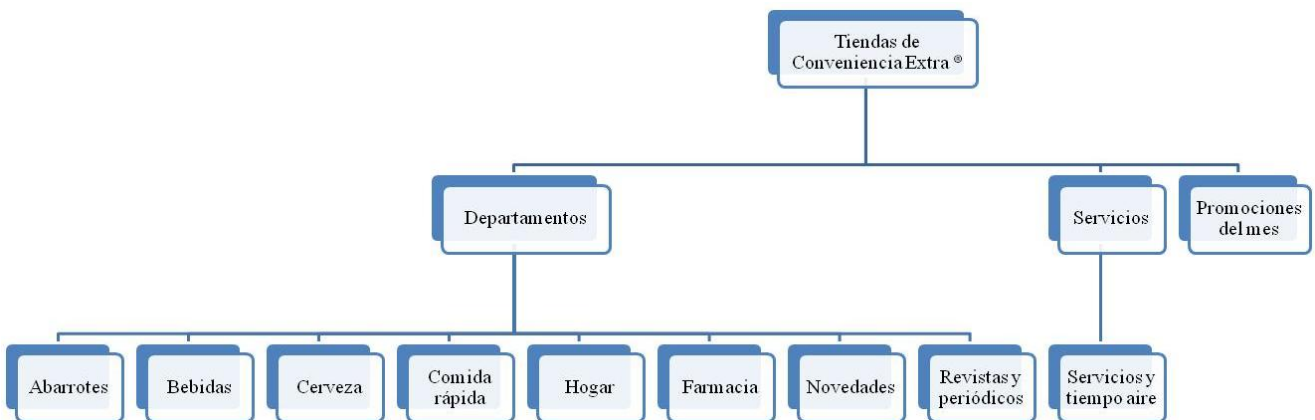 Tiendas de
Conveniencia Extra ®
Departamentos
Servicios
Promociones
del mes
Abarrotes
Bebidas
Cerveza
Comida
rápida
Hogar
Farmacia
Novedades
Revistas y
periódicos
Servicios y
tiempo aire